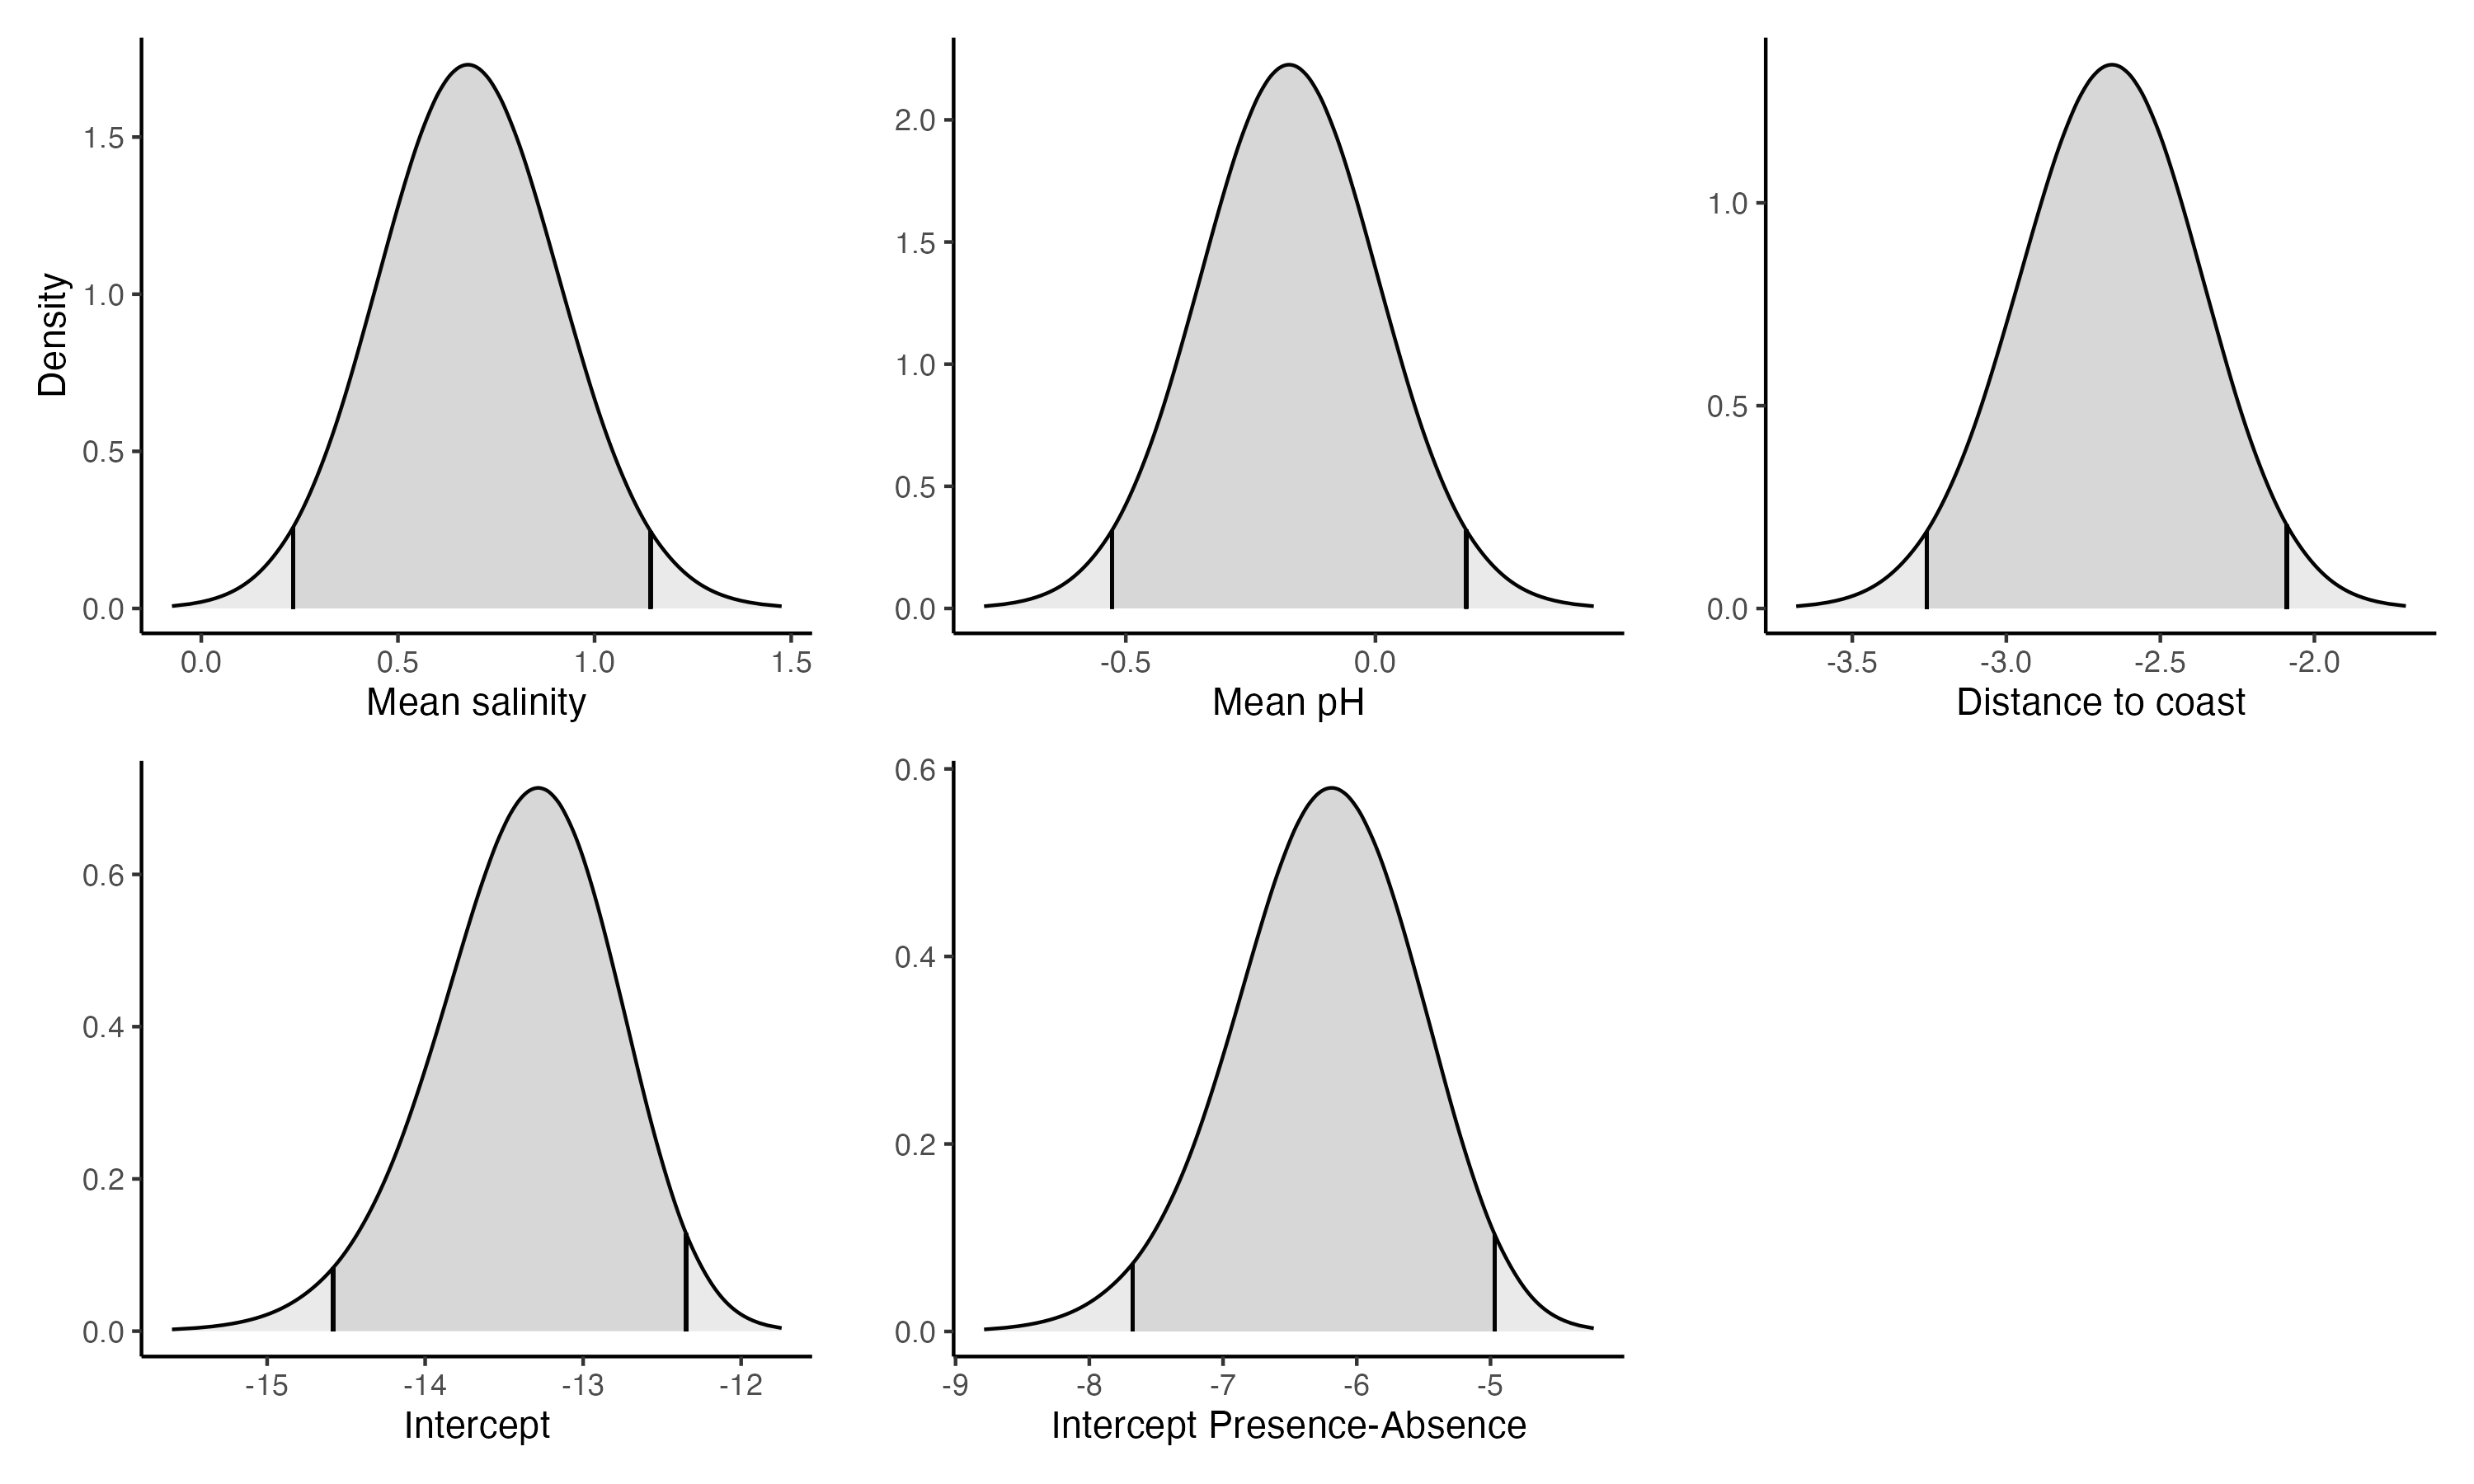 Density
1.5
1.0
0.5
0.0
0.0 0.5 1.0 1.5
Mean salinity
2.0
1.5
1.0
0.5
0.0
-0.5 0.0
Mean pH
1.0
0.5
0.0
-3.5 -3.0 -2.5 -2.0
Distance to coast
0.6
0.4
0.2
0.0
-15 -14 -13 -12
Intercept
0.6
0.4
0.2
0.0
-9 -8 -7 -6 -5
Intercept Presence-Absence